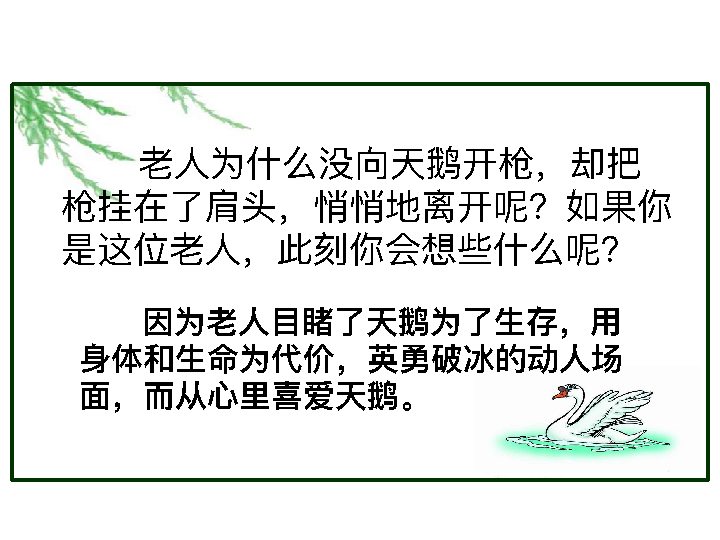 老人为什么没向天鹅开枪，却把
枪挂在了肩头，悄悄地离开呢？如果你
是这位老人，此刻你会想些什么呢？
因为老人目睹了天鹅为了生存，用
身体和生命为代价，英勇破冰的动人场
面，而从心里喜爱天鹅。